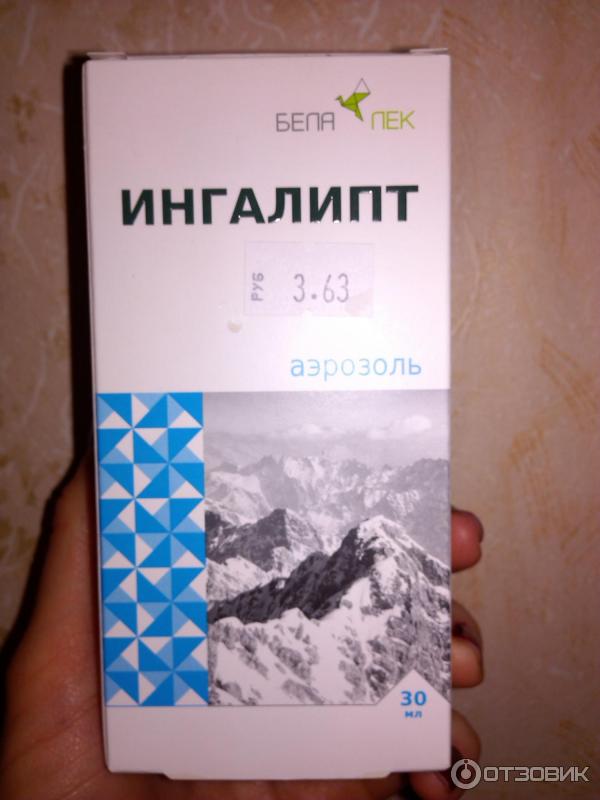 БЕЛА ЛЕК
ИНГАЛИПТ
РУБ 3.63
аэрозоль
30
мл
ОТЗОВИК